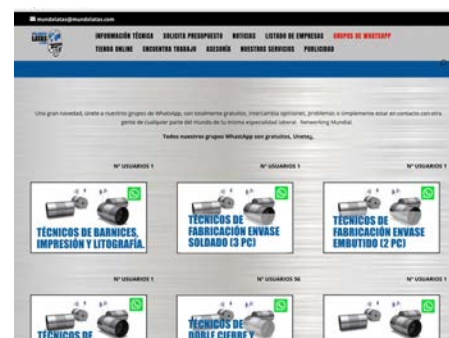 mundolatas@mundolatas.com
INFORMACIÓN TÉCNICA SOLICITA PRESUPUESTO NOTICIAS LISTADO DE EMPRESAS GRUPOS DE WHATSAPP
TIENDA ONLINE ENCUENTRA TRABAJO ASESORÍA NUESTROS SERVICIOS PUBLICIDAD
Una gran novedad, únete a nuestros grupos de WhatsApp, son totalmente gratuitos, intercambia opiniones, problemas o simplemente estar en contacto con otra
gente de cualquier parte del mundo de tu misma especialidad laboral. Networking Mundial.
Todos nuestros grupos WhatsApp son gratuitos, Unete¡.
Nº USUARIOS 1
Nº USUARIOS 1
Nº USUARIOS 1
TÉCNICOS DE BARNICES,
IMPRESIÓN Y LITOGRAFÍA.
TÉCNICOS DE
FABRICACIÓN ENVASE
SOLDADO (3 PC)
TÉCNICOS DE
FABRICACIÓN ENVASE
EMBUTIDO (2 PC)
Nº USUARIOS 1
Nº USUARIOS 56
Nº USUARIOS 1
TÉCNICOS DE
TÉCNICOS DE
DOBLE CIERRE Y